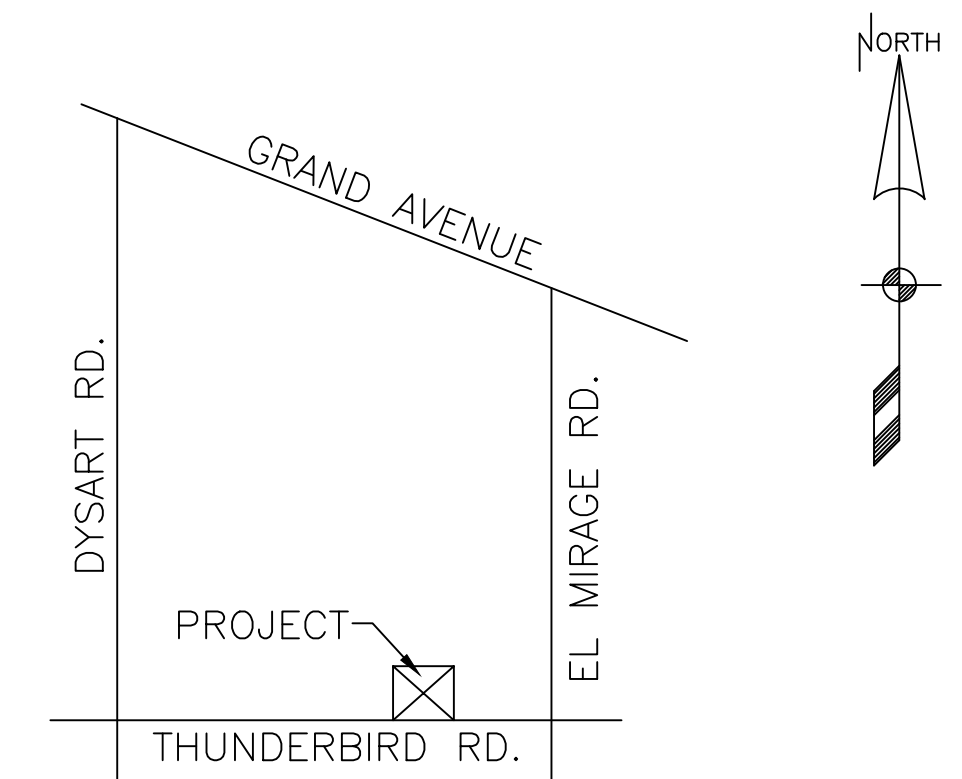 NORTH
GRAND AVENUE
DYSART RD.
EL MIRAGE RD.
PROJECT
THUNDERBIRD RD.